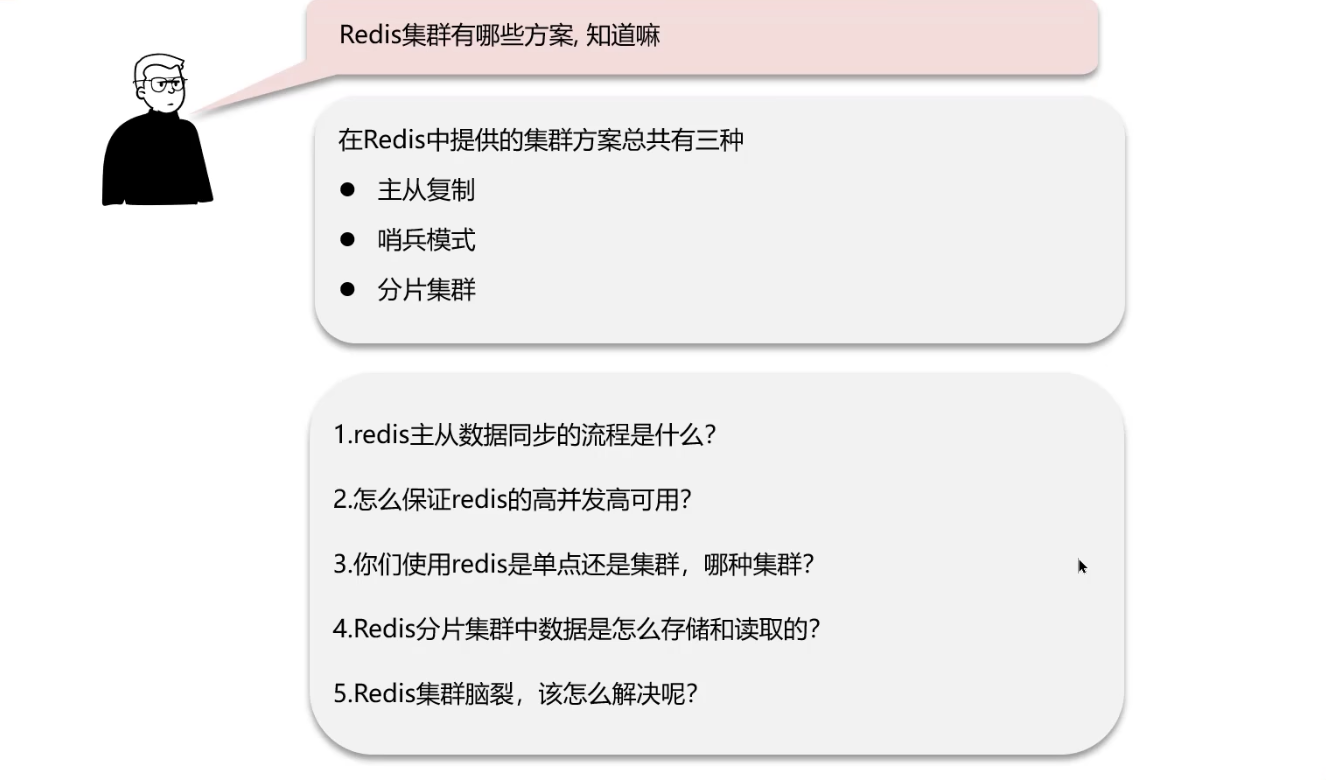 Redis集群有哪些方案, 知道嘛
在Redis中提供的集群方案总共有三种
● 主从复制
● 哨兵模式
● 分片集群
1.redis主从数据同步的流程是什么?
2.怎么保证redis的高并发高可用?
3.你们使用redis是单点还是集群，哪种集群?
4.Redis分片集群中数据是怎么存储和读取的?
5.Redis集群脑裂，该怎么解决呢?